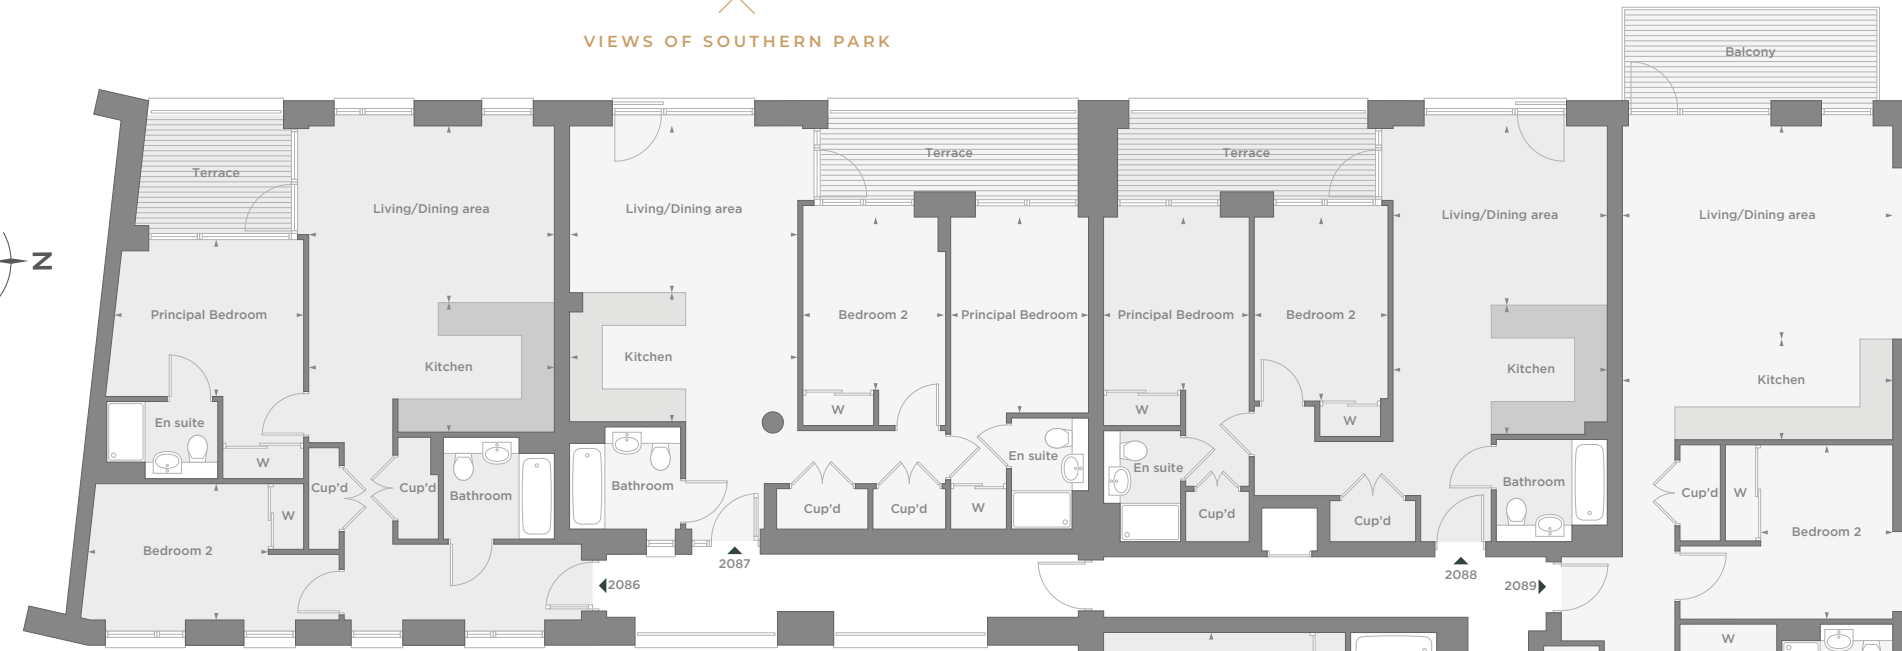 VIEWS OF SOUTHERN PARK
Balcony
Terrace
Terrace
Terrace
Living/Dining area
Living/Dining area
Living/Dining area
Living/Dining area
N
Principal Bedroom
Bedroom 2
Principal Bedroom
Principal Bedroom
Bedroom 2
Kitchen
Kitchen
Kitchen
Kitchen
En suite
W
W
W
W
Cup'd
Cup'd
Bathroom
Bathroom
En suite
En suite
Bathroom
W
Cup'd
Cup'd
W
Cup'd
Cup'd
Cup'd
W
Bedroom 2
Bedroom 2
2086
2087
2088
2089
W